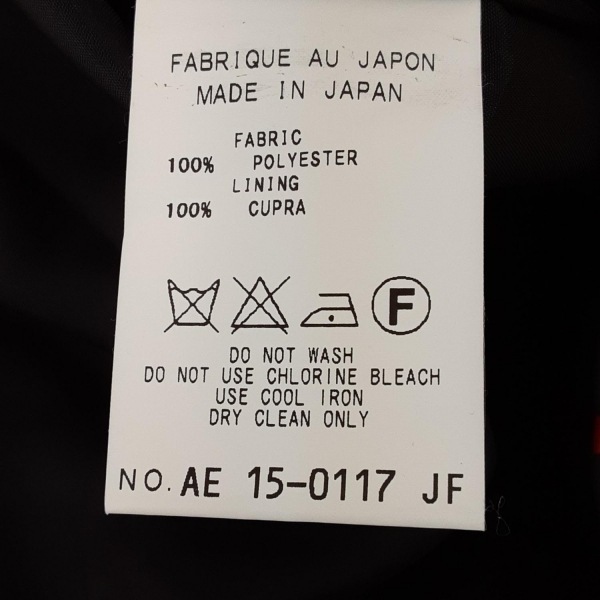 FABRIQUE AU JAPON
MADE IN JAPAN
FABRIC
100% POLYESTER
LINING
100% CUPRA
F
DO NOT WASH
DO NOT USE CHLORINE BLEACH
USE COOL IRON
DRY CLEAN ONLY
NO. AE 15-0117 JF